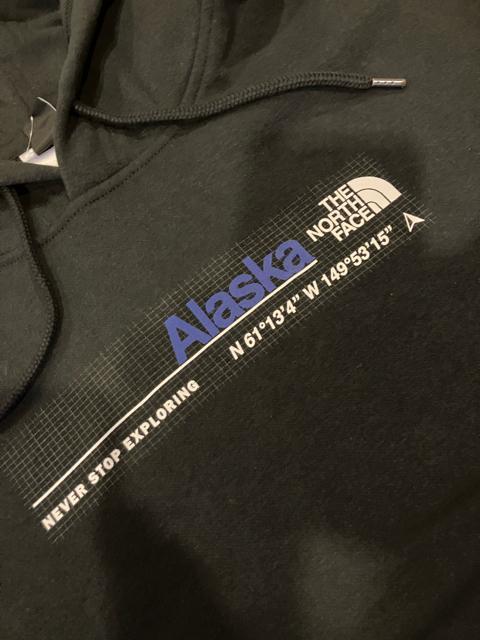 THE
NORTH
FACE
Alaska
N 61°13'4" W 149°53'15"
NEVER STOP EXPLORING